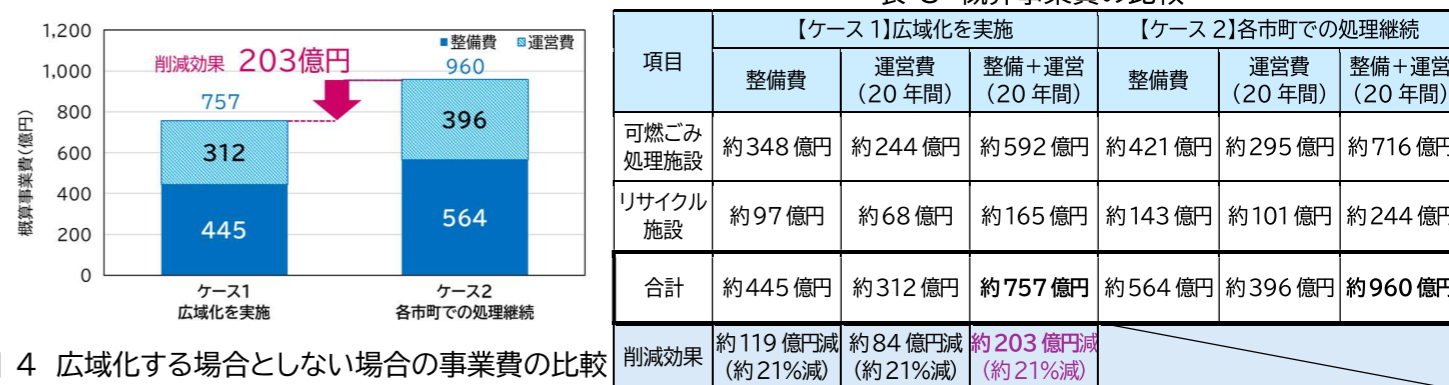 1,200
1,000
800
600
400
200
0
概算事業費(億円)
■整備費 運営費
削減効果 203億円
757
312
445
960
396
564
ケース1
広域化を実施
ケース2
各市町での処理継続
4 広域化する場合としない場合の事業費の比較
項目 【ケース1】広域化を実施 【ケース2】各市町での処理継続
整備費 運営費(20年間) 整備+運営(20年間) 整備費 運営費(20年間) 整備+運営(20年間)
可燃ごみ処理施設 約348億円 約244億円 約592億円 約421億円 約295億円 約716億円
リサイクル施設 約97億円 約68億円 約165億円 約143億円 約101億円 約244億円
合計 約445億円 約312億円 約757億円 約564億円 約396億円 約960億円
削減効果 約119億円減(約21%減) 約84億円減(約21%減) 約203億円減(約21%減)